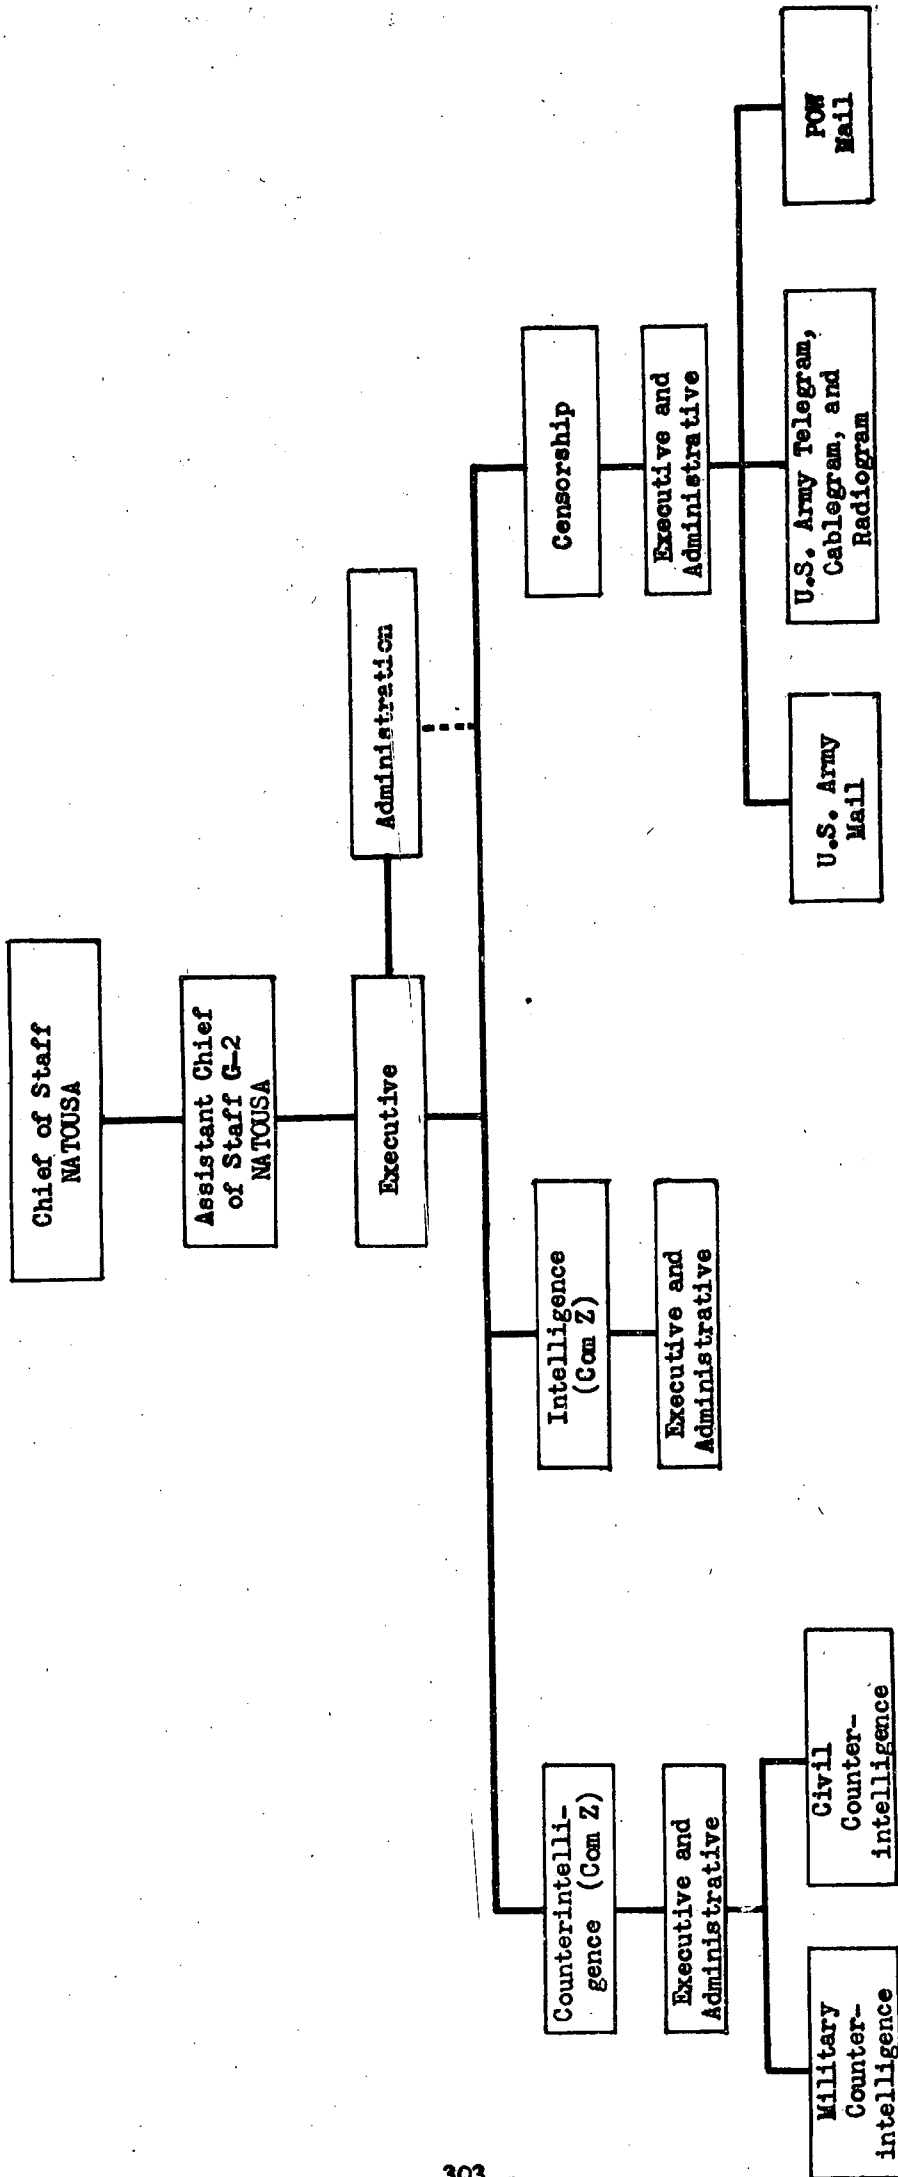 Chief of Staff
NATOUSA
Assistant Chief
of Staff G-2
NATOUSA
Executive
Administration
Counterintelli-
gence (Com Z)
Intelligence
(Com Z)
Censorship
Executive and
Administrative
Executive and
Administrative
Executive and
Administrative
Military
Counter-
intelligence
Civil
Counter-
intelligence
U.S. Army
Mail
U.S. Army Telegram,
Cablegram, and
Radiogram
POW
Mail
303